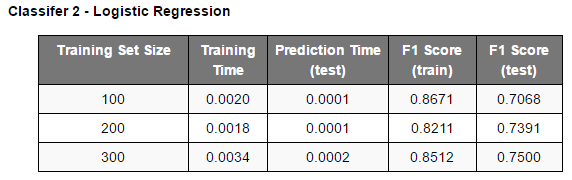 Classifer 2 - Logistic Regression
Training Set Size Training Time Prediction Time (test) F1 Score (train) F1 Score (test)
100 0.0020 0.0001 0.8671 0.7068
200 0.0018 0.0001 0.8211 0.7391
300 0.0034 0.0002 0.8512 0.7500